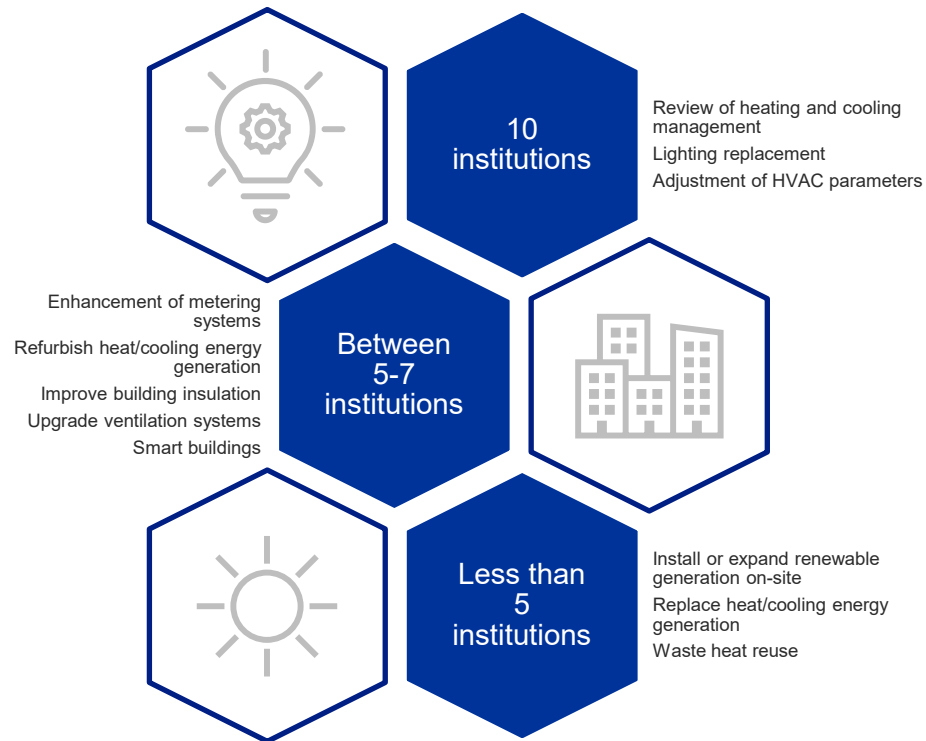 10
institutions
Review of heating and cooling
management
Lighting replacement
Adjustment of HVAC parameters
Enhancement of metering
systems
Refurbish heat/cooling energy
generation
Improve building insulation
Upgrade ventilation systems
Smart buildings
Between
5-7
institutions
Less than
5
institutions
Install or expand renewable
generation on-site
Replace heat/cooling energy
generation
Waste heat reuse